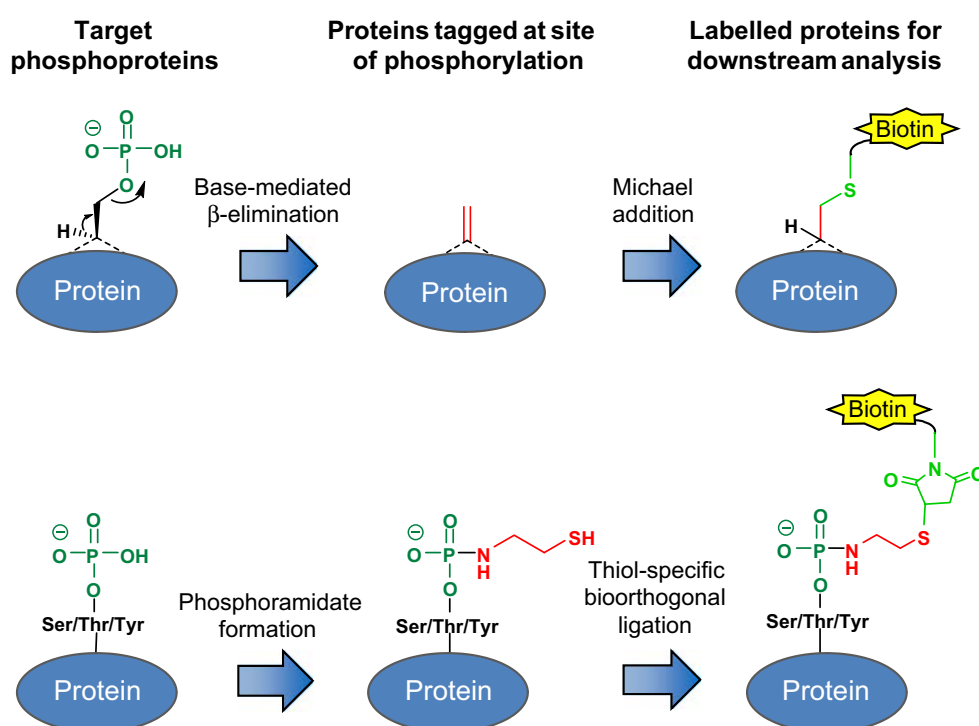 Target
phosphoproteins
Proteins tagged at site
of phosphorylation
Labelled proteins for
downstream analysis
⊖
O
O-P-OH
O
H
Protein
Base-mediated
β-elimination
Protein
Michael
addition
Biotin
S
H
Protein
⊖
O
O-P-OH
O
Ser/Thr/Tyr
Protein
Phosphoramidate
formation
⊖
O
O-P-N
H
SH
O
Ser/Thr/Tyr
Protein
Thiol-specific
bioorthogonal
ligation
Biotin
N
O
O
S
⊖
O
O-P-N
H
O
Ser/Thr/Tyr
Protein